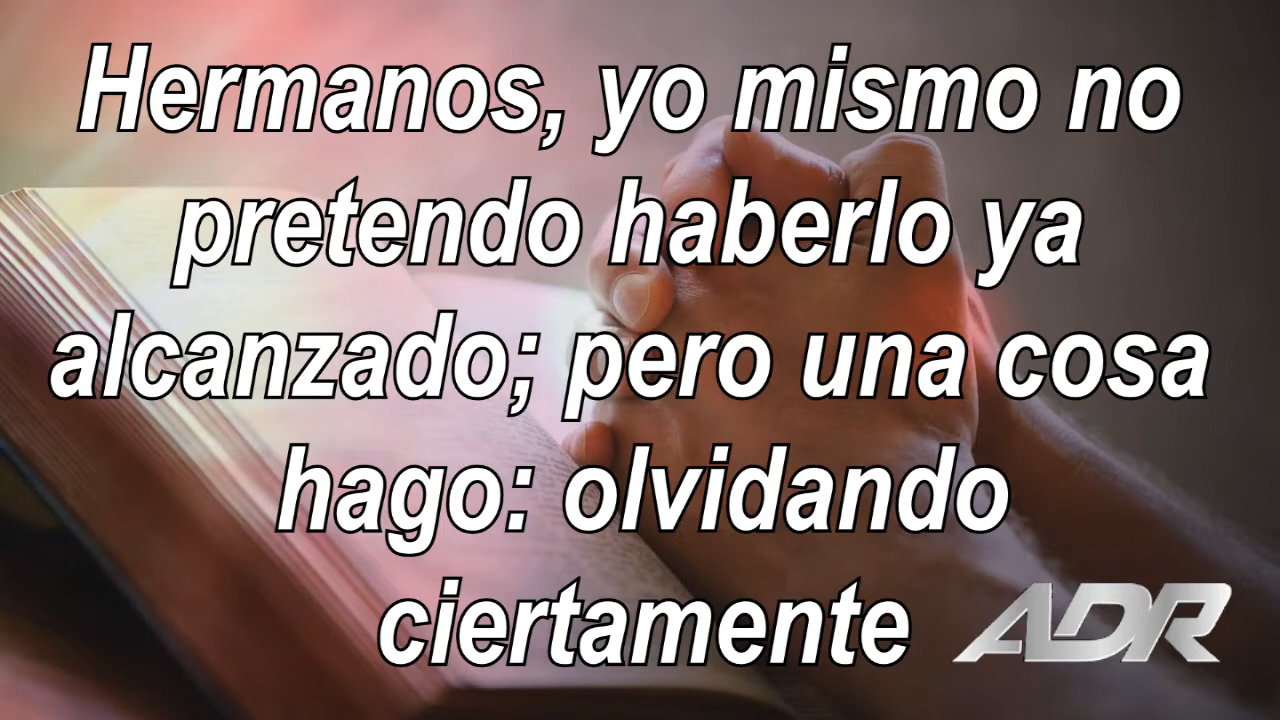 Hermanos, yo mismo no
pretendo haberlo ya
alcanzado; pero una cosa
hago: olvidando
ciertamente
ADR